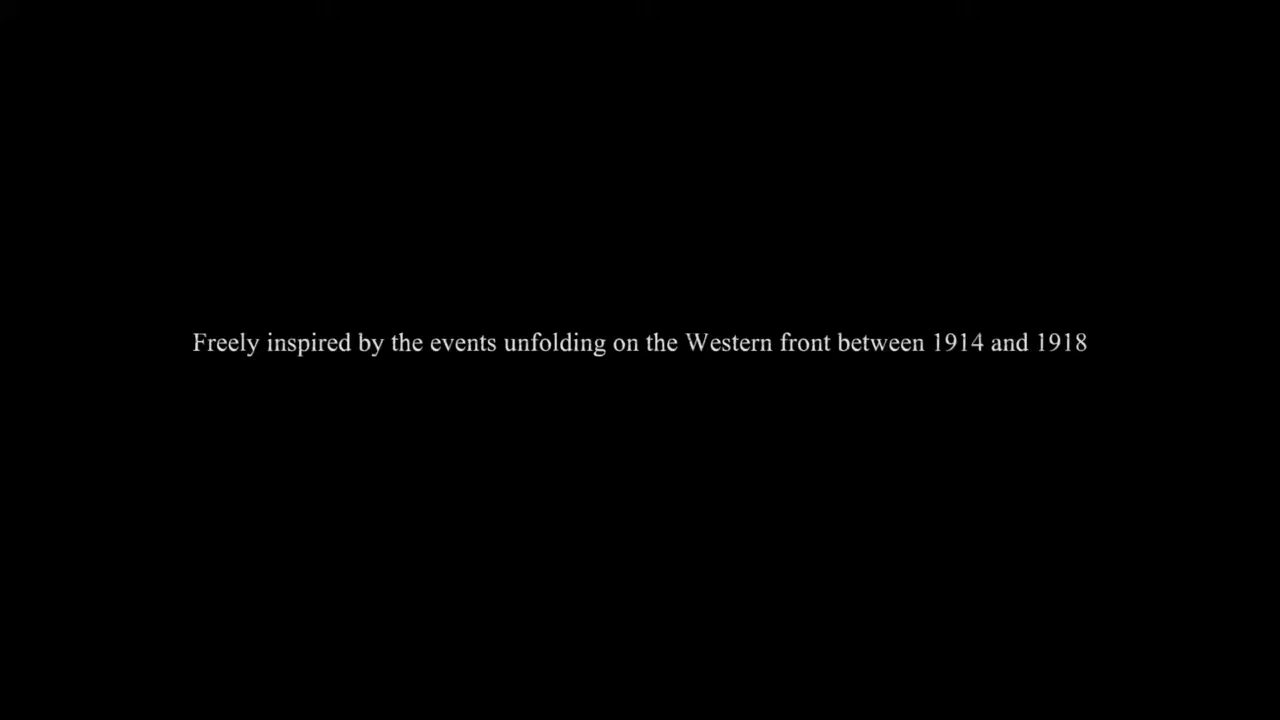 Freely inspired by the events unfolding on the Western front between 1914 and 1918